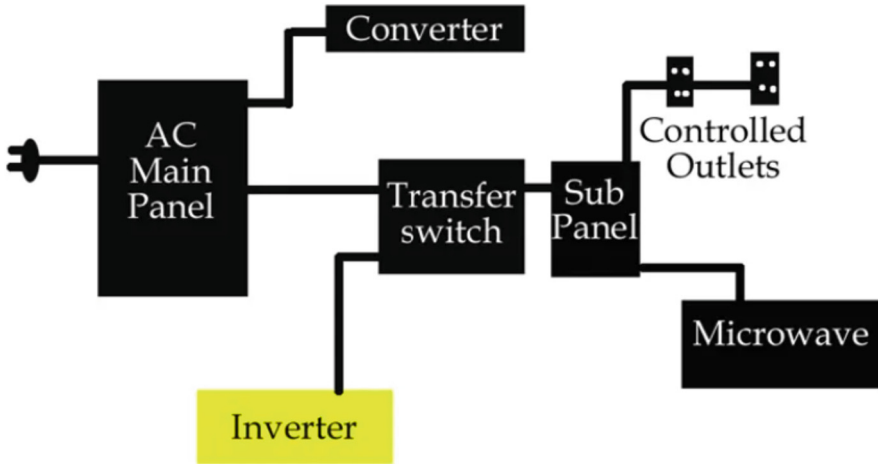 Converter
AC
Main
Panel
Controlled
Outlets
Transfer
switch
Sub
Panel
Microwave
Inverter